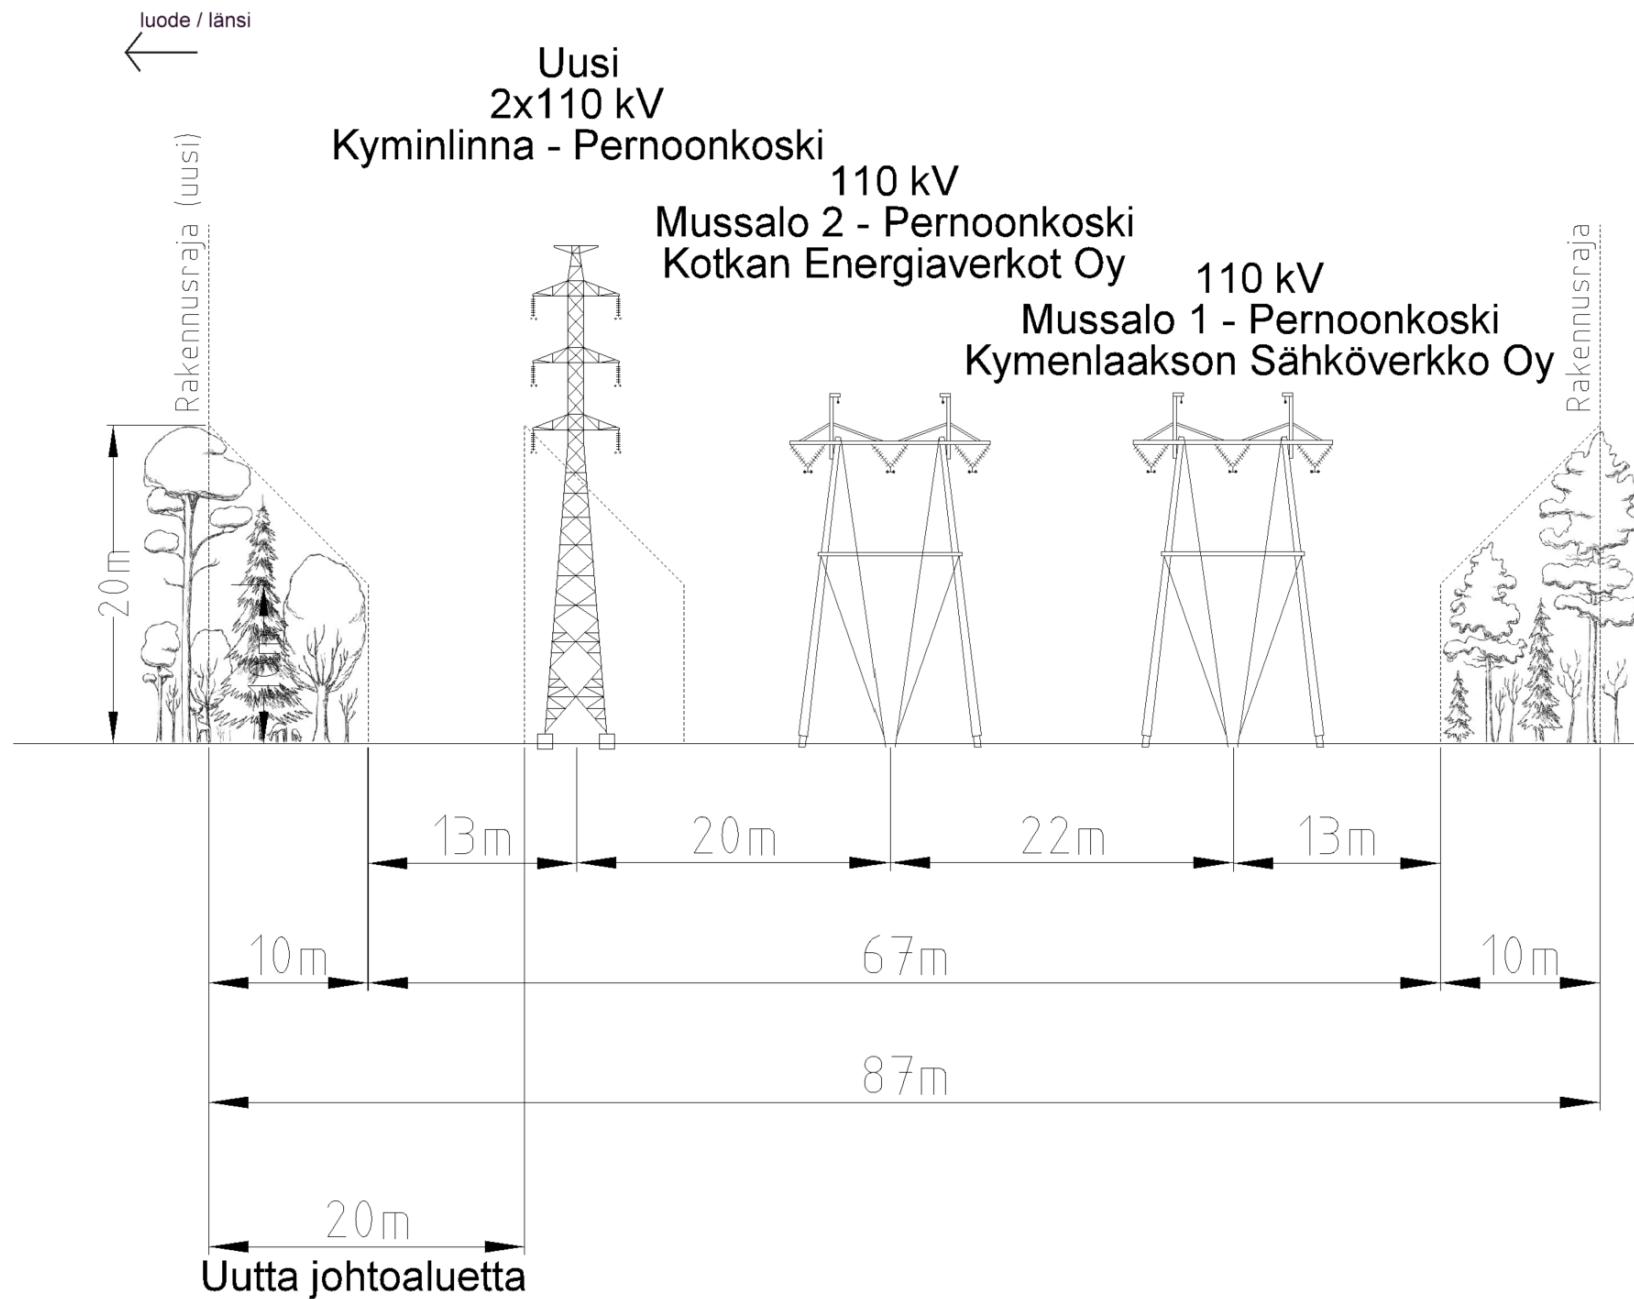 luode / länsi
Uusi
2x110 kV
Kyminlinna - Pernoonkoski
110 kV
Mussalo 2 - Pernoonkoski
Kotkan Energiaverkot Oy
110 kV
Mussalo 1 - Pernoonkoski
Kymenlaakson Sähköverkko Oy
Rakennusraja (uusi)
Rakennusraja
20m
13m
20m
22m
13m
10m
67m
10m
87m
20m
Uutta johtoaluetta